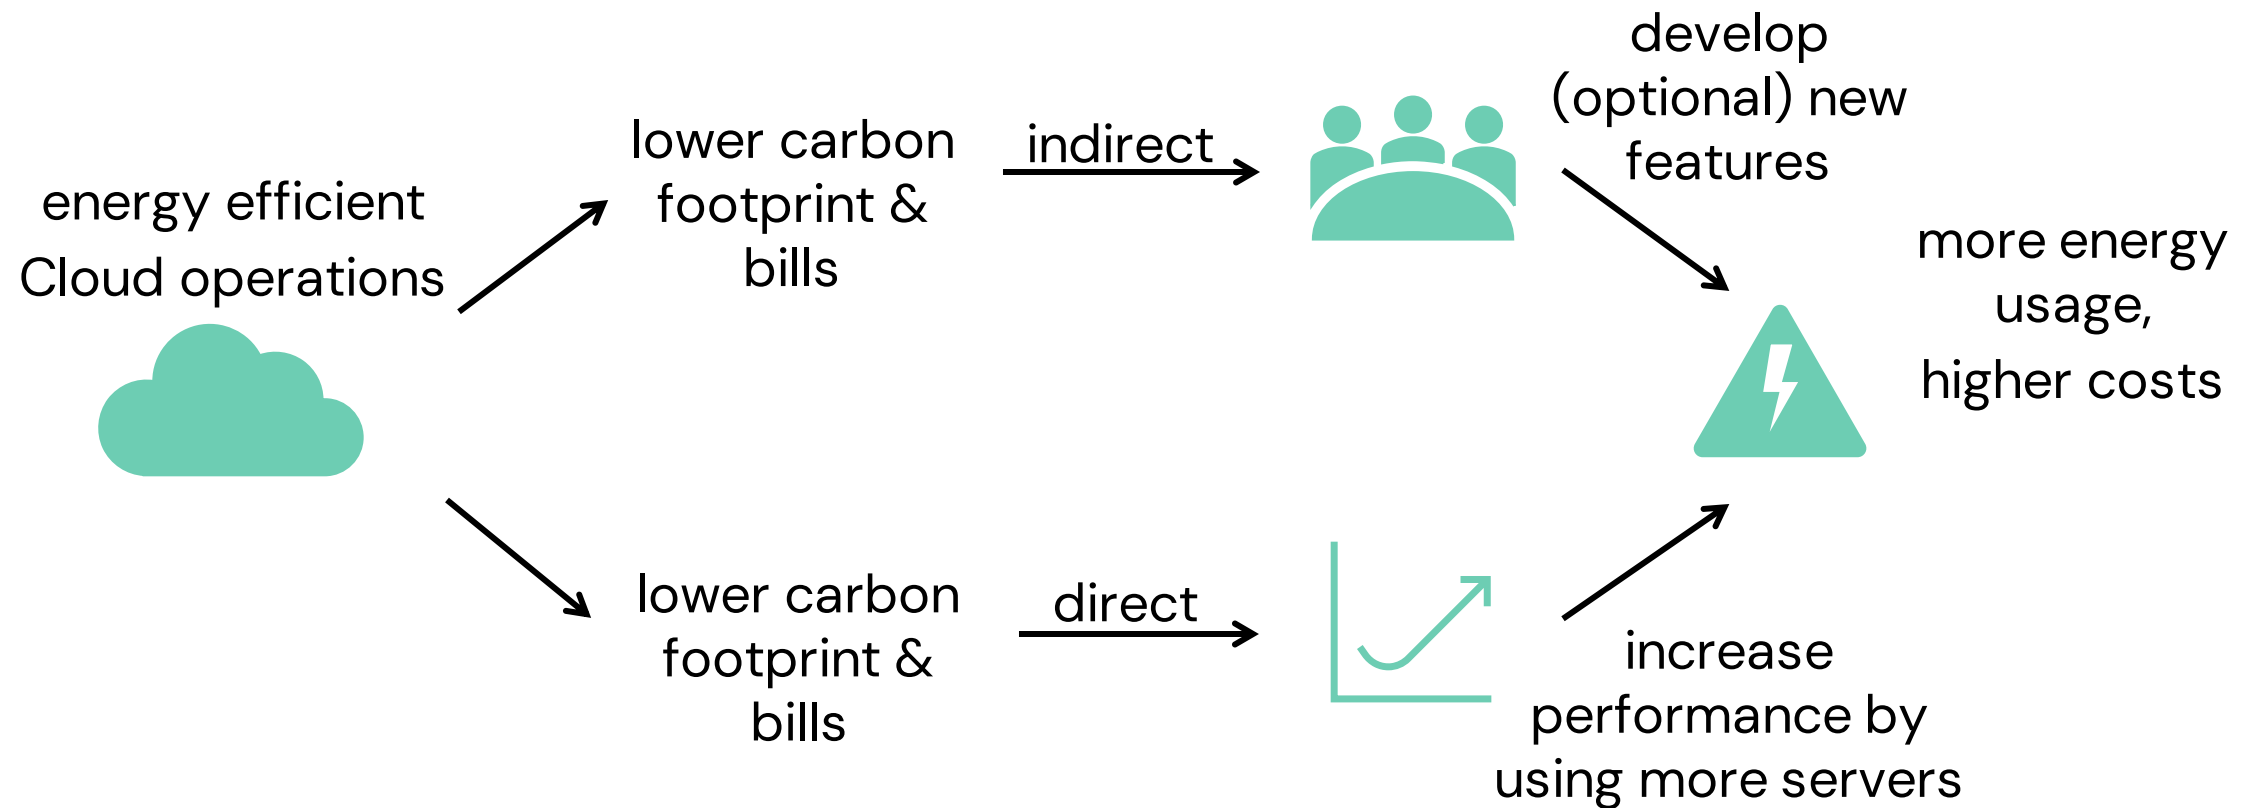 energy efficient
Cloud operations
lower carbon
footprint &
bills
indirect
develop
(optional) new
features
more energy
usage,
higher costs
lower carbon
footprint &
bills
direct
increase
performance by
using more servers